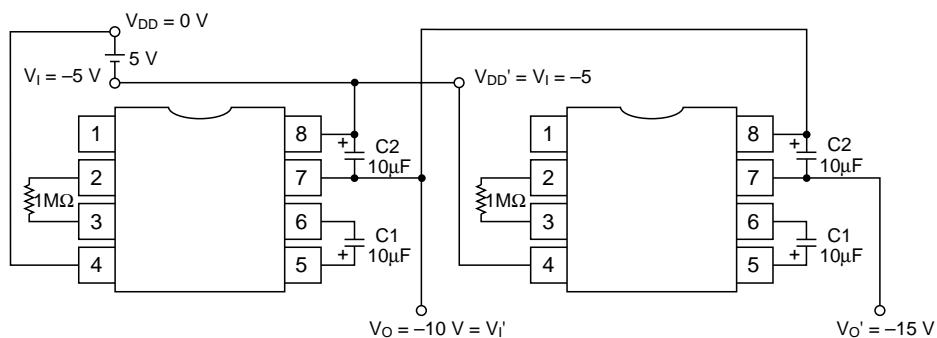 V_DD = 0 V
5 V
V_I = –5 V
V_DD' = V_I = –5
1
2
3
4
8
7
6
5
1MΩ
+
C2
10µF
C1
+
10µF
1
2
3
4
8
7
6
5
1MΩ
+
C2
10µF
C1
+
10µF
V_O = –10 V = V_I'
V_O' = –15 V